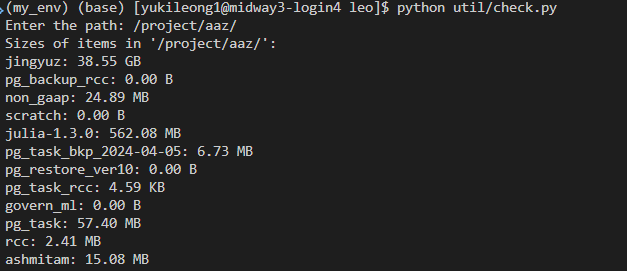 (my_env) (base) [yukileong1@midway3-login4 leo]$ python util/check.py
Enter the path: /project/aaz/
Sizes of items in '/project/aaz/':
jingyuz: 38.55 GB
pg_backup_rcc: 0.00 B
non_gaap: 24.89 MB
scratch: 0.00 B
julia-1.3.0: 562.08 MB
pg_task_bkp_2024-04-05: 6.73 MB
pg_restore_ver10: 0.00 B
pg_task_rcc: 4.59 KB
govern_ml: 0.00 B
pg_task: 57.40 MB
rcc: 2.41 MB
ashmitam: 15.08 MB